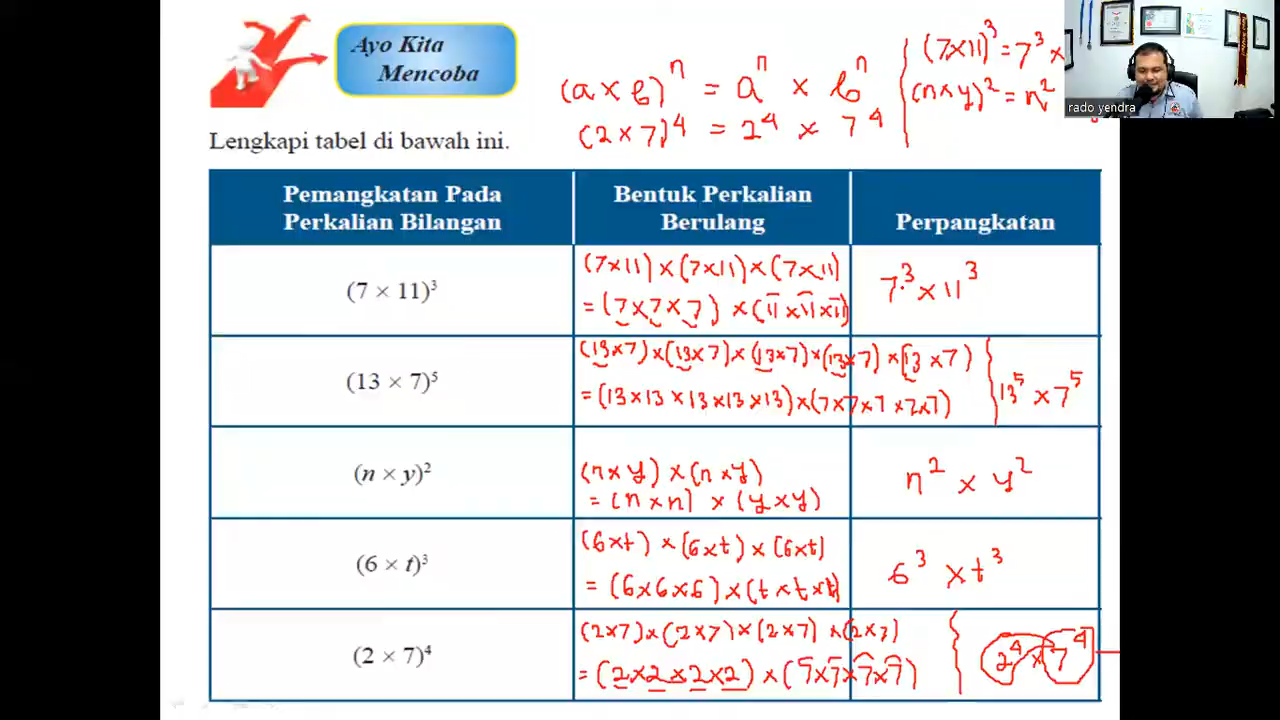 Ayo Kita
Mencoba
(a × b)ⁿ = aⁿ × bⁿ
(2 × 7)⁴ = 2⁴ × 7⁴
(7×11)³ = 7³ ×
(n×y)² = n²
rado yendra
Lengkapi tabel di bawah ini.
Pemangkatan Pada Perkalian Bilangan
Bentuk Perkalian Berulang
Perpangkatan
(7 × 11)³
(7×11) × (7×11) × (7×11)
= (7×7×7) × (11×11×11)
7³ × 11³
(13 × 7)⁵
(13×7) × (13×7) × (13×7) × (13×7) × (13×7)
= (13×13×13×13×13) × (7×7×7×7×7)
13⁵ × 7⁵
(n × y)²
(n×y) × (n×y)
= (n×n) × (y×y)
n² × y²
(6 × t)³
(6×t) × (6×t) × (6×t)
= (6×6×6) × (t×t×t)
6³ × t³
(2 × 7)⁴
(2×7) × (2×7) × (2×7) × (2×7)
= (2×2×2×2) × (7×7×7×7)
2⁴ × 7⁴